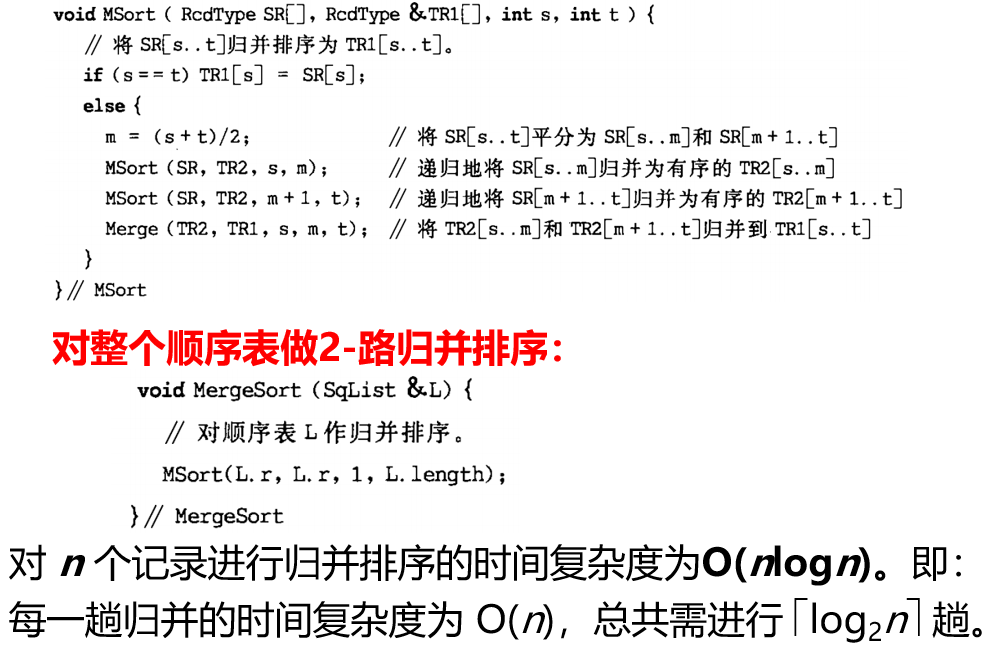 void MSort ( RcdType SR[], RcdType &TR1[], int s, int t ) {
// 将 SR[s..t]归并排序为 TR1[s..t]。
if (s==t) TR1[s] = SR[s];
else {
m = (s+t)/2; // 将 SR[s..t]平分为 SR[s..m]和 SR[m+1..t]
MSort (SR, TR2, s, m); // 递归地将 SR[s..m]归并为有序的 TR2[s..m]
MSort (SR, TR2, m+1, t); // 递归地将 SR[m+1..t]归并为有序的 TR2[m+1..t]
Merge (TR2, TR1, s, m, t); // 将 TR2[s..m]和 TR2[m+1..t]归并到 TR1[s..t]
}
}// MSort
对整个顺序表做2-路归并排序：
void MergeSort (SqList &L) {
// 对顺序表 L 作归并排序。
MSort(L.r, L.r, 1, L.length);
}// MergeSort
对 n 个记录进行归并排序的时间复杂度为O(nlogn)。即：
每一趟归并的时间复杂度为 O(n)，总共需进行⌈log₂n⌉趟。